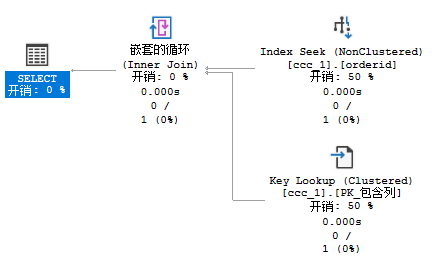 SELECT
开销: 0 %
嵌套的循环
(Inner Join)
开销: 0 %
0.000s
0 /
1 (0%)
Index Seek (NonClustered)
[ccc_1].[orderid]
开销: 50 %
0.000s
0 /
1 (0%)
Key Lookup (Clustered)
[ccc_1].[PK_包含列]
开销: 50 %
0.000s
0 /
1 (0%)